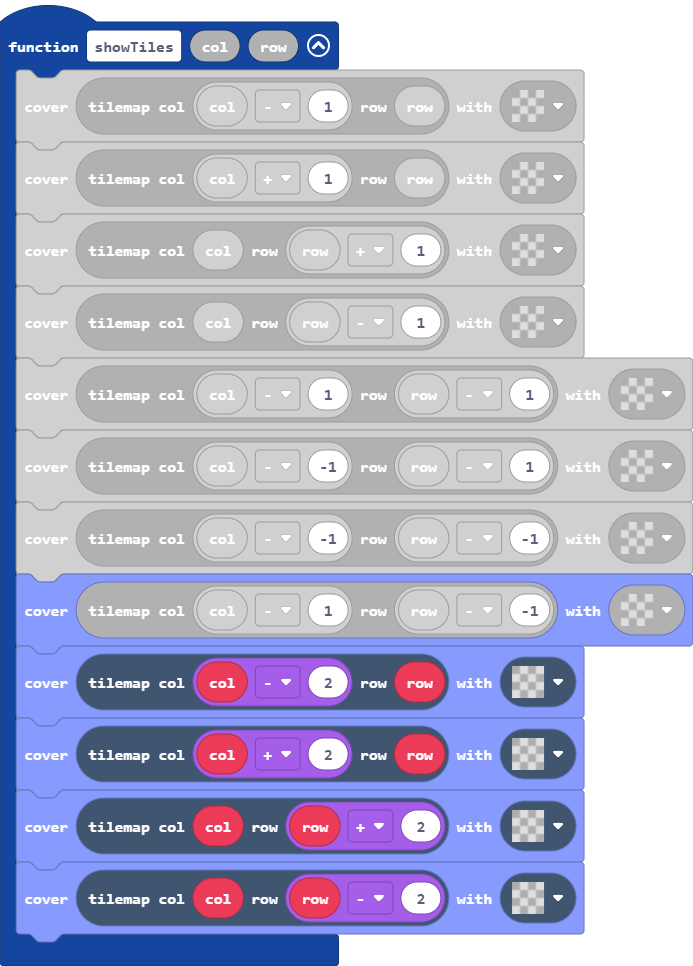 function showTiles col row
cover tilemap col col - 1 row row with
cover tilemap col col + 1 row row with
cover tilemap col col row row + 1 with
cover tilemap col col row row - 1 with
cover tilemap col col - 1 row row - 1 with
cover tilemap col col - -1 row row - 1 with
cover tilemap col col - -1 row row - -1 with
cover tilemap col col - 1 row row - -1 with
cover tilemap col col - 2 row row with
cover tilemap col col + 2 row row with
cover tilemap col col row row + 2 with
cover tilemap col col row row - 2 with